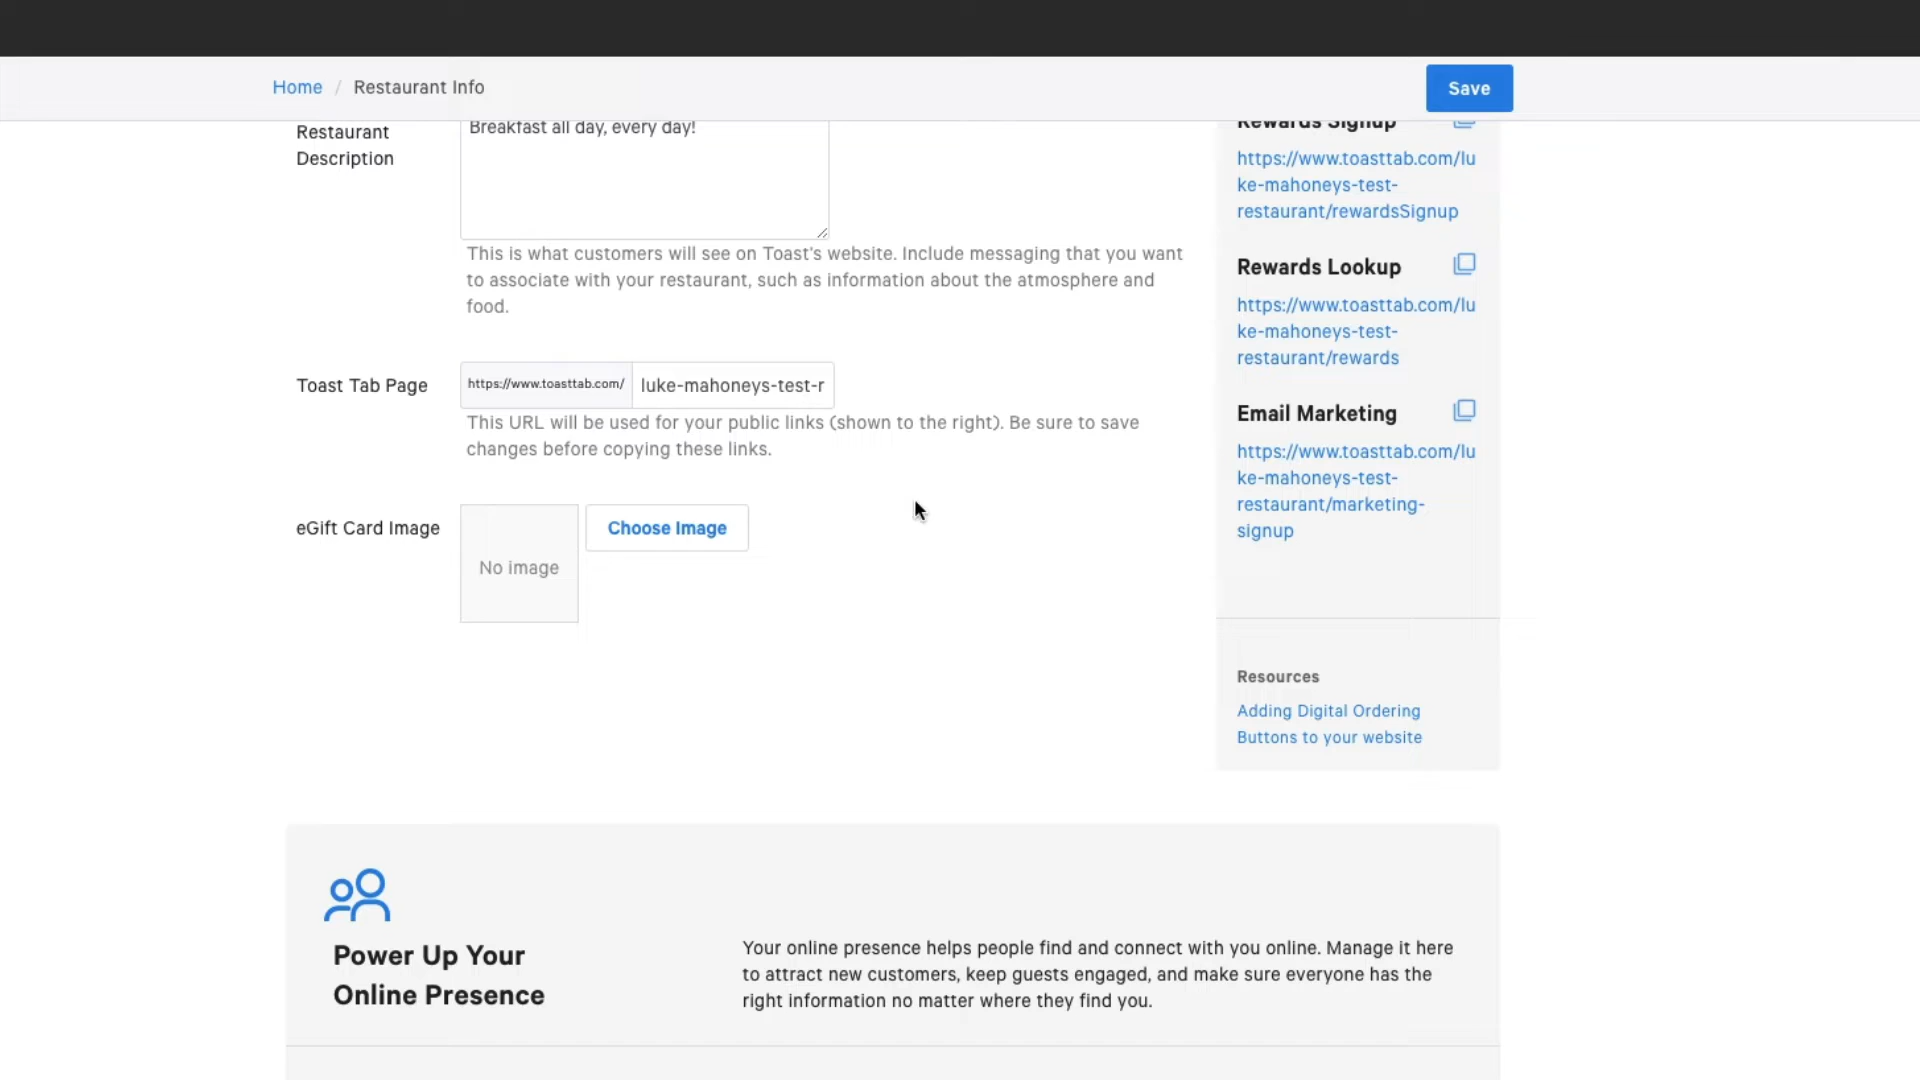 Home / Restaurant Info
Save
Restaurant
Description
Breakfast all day, every day!
This is what customers will see on Toast's website. Include messaging that you want
to associate with your restaurant, such as information about the atmosphere and
food.
Toast Tab Page
https://www.toasttab.com/
luke-mahoneys-test-r
This URL will be used for your public links (shown to the right). Be sure to save
changes before copying these links.
eGift Card Image
No image
Choose Image
Rewards Signup
https://www.toasttab.com/lu
ke-mahoneys-test-
restaurant/rewardsSignup
Rewards Lookup
https://www.toasttab.com/lu
ke-mahoneys-test-
restaurant/rewards
Email Marketing
https://www.toasttab.com/lu
ke-mahoneys-test-
restaurant/marketing-
signup
Resources
Adding Digital Ordering
Buttons to your website
Power Up Your
Online Presence
Your online presence helps people find and connect with you online. Manage it here
to attract new customers, keep guests engaged, and make sure everyone has the
right information no matter where they find you.